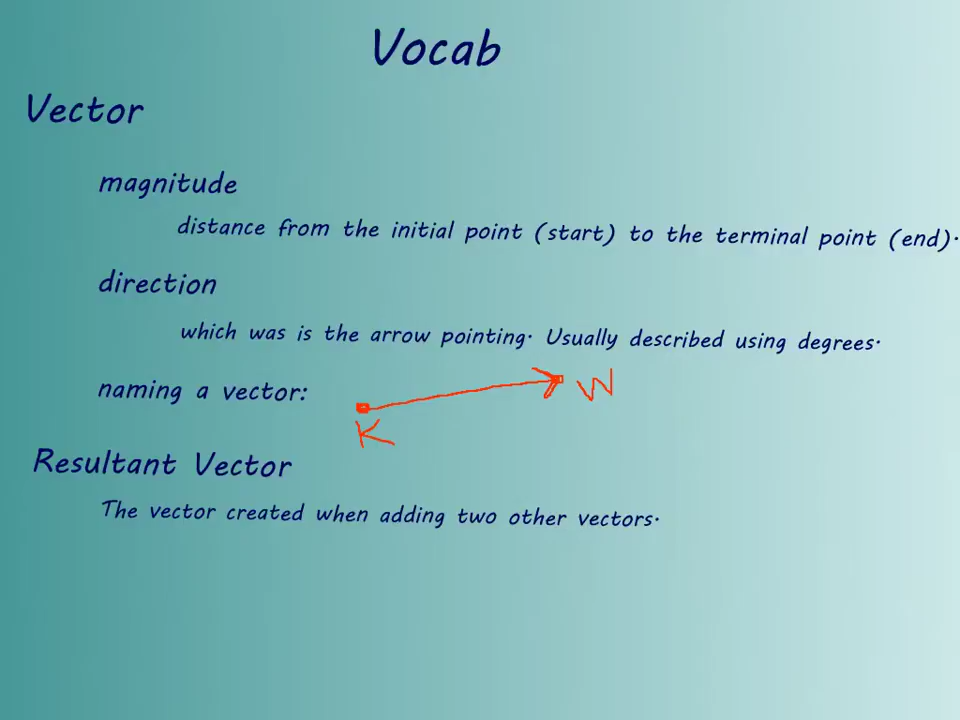 Vocab
Vector
magnitude
distance from the initial point (start) to the terminal point (end).
direction
which was is the arrow pointing. Usually described using degrees.
naming a vector:
W
K
Resultant Vector
The vector created when adding two other vectors.